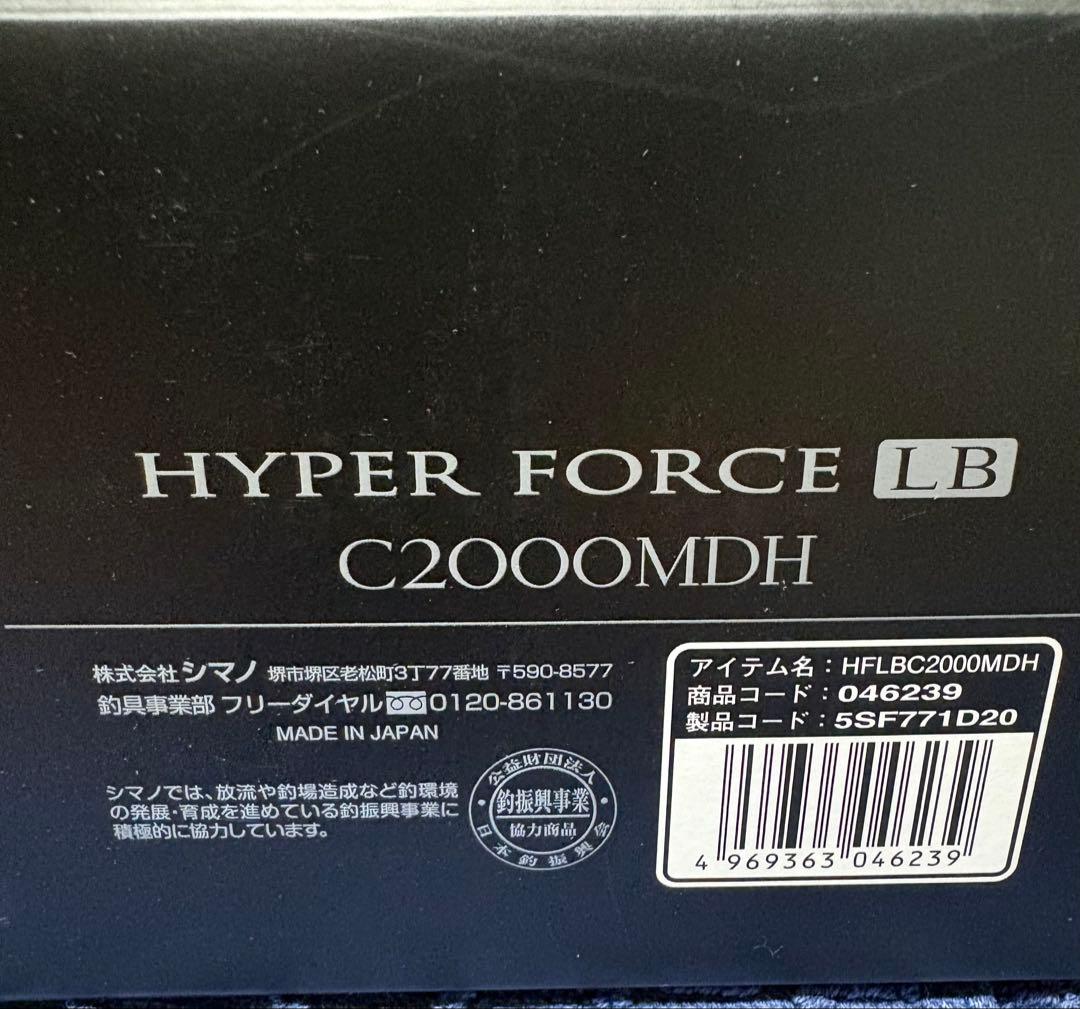 HYPER FORCE LB
C2000MDH
株式会社シマノ 堺市堺区老松町3丁77番地 〒590-8577
釣具事業部 フリーダイヤル 0120-861130
MADE IN JAPAN
シマノでは、放流や釣場造成など釣環境
の発展・育成を進めている釣振興事業に
積極的に協力しています。
公益財団法人
釣振興事業
協力商品
日本釣振興会
アイテム名：HFLBC2000MDH
商品コード：046239
製品コード：5SF771D20
4 969363 046239